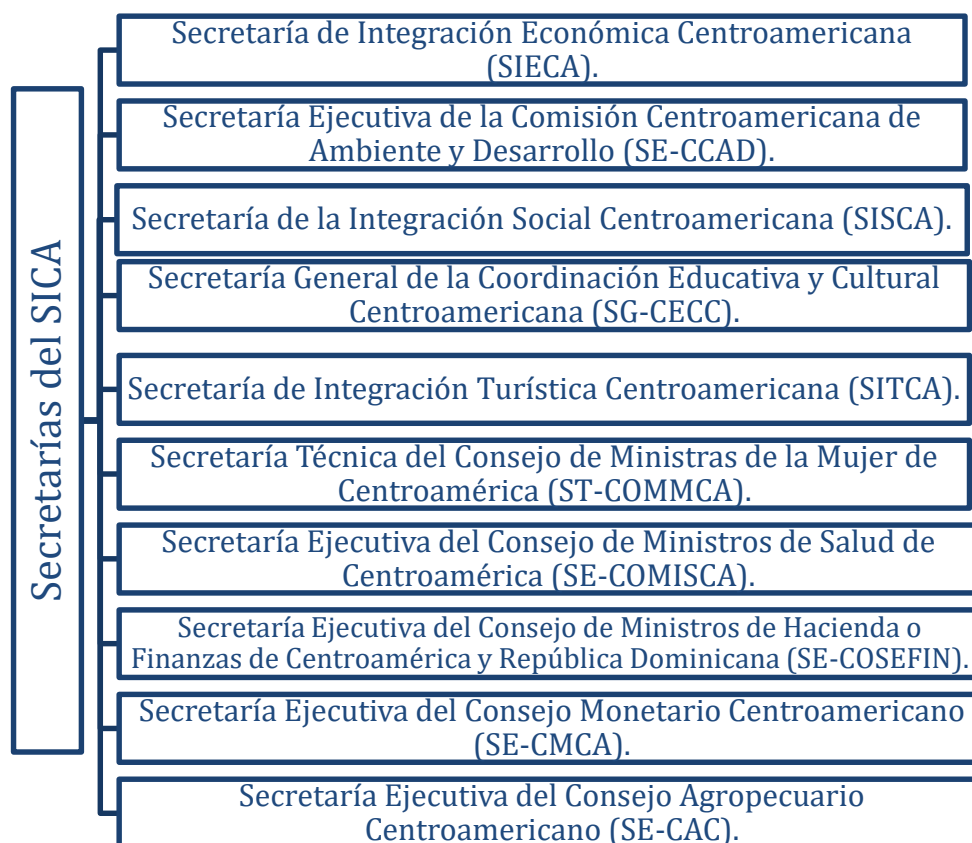 Secretarías del SICA
Secretaría de Integración Económica Centroamericana
(SIECA).
Secretaría Ejecutiva de la Comisión Centroamericana de
Ambiente y Desarrollo (SE-CCAD).
Secretaría de la Integración Social Centroamericana (SISCA).
Secretaría General de la Coordinación Educativa y Cultural
Centroamericana (SG-CECC).
Secretaría de Integración Turística Centroamericana (SITCA).
Secretaría Técnica del Consejo de Ministras de la Mujer de
Centroamérica (ST-COMMCA).
Secretaría Ejecutiva del Consejo de Ministros de Salud de
Centroamérica (SE-COMISCA).
Secretaría Ejecutiva del Consejo de Ministros de Hacienda o
Finanzas de Centroamérica y República Dominicana (SE-COSEFIN).
Secretaría Ejecutiva del Consejo Monetario Centroamericano
(SE-CMCA).
Secretaría Ejecutiva del Consejo Agropecuario
Centroamericano (SE-CAC).